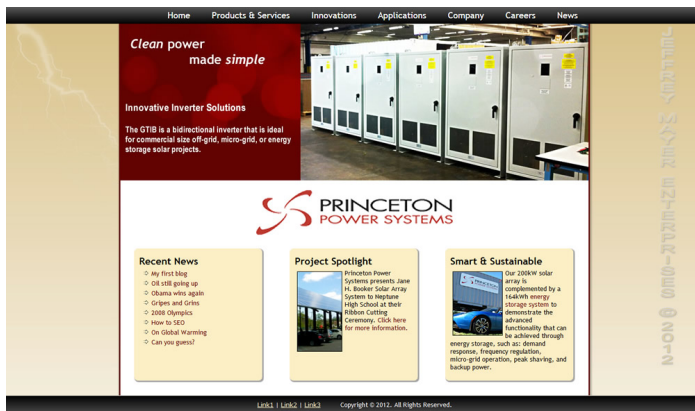 Home Products & Services Innovations Applications Company Careers News
Clean power
made simple
Innovative Inverter Solutions
The GTIB is a bidirectional inverter that is ideal
for commercial size off-grid, micro-grid, or energy
storage solar projects.
PRINCETON
POWER SYSTEMS
Recent News
My first blog
Oil still going up
Obama wins again
Gripes and Grins
2008 Olympics
How to SEO
On Global Warming
Can you guess?
Project Spotlight
Princeton Power
Systems presents Jane
H. Booker Solar Array
System to Neptune
High School at their
Ribbon Cutting
Ceremony. Click here
for more information.
Smart & Sustainable
Our 200kW solar
array is
complemented by a
164kWh energy
storage system to
demonstrate the
advanced
functionality that can
be achieved through
energy storage, such as: demand
response, frequency regulation,
micro-grid operation, peak shaving, and
backup power.
JEFFREY MAYER ENTERPRISES ©2012
Link1 | Link2 | Link3 Copyright © 2012. All Rights Reserved.